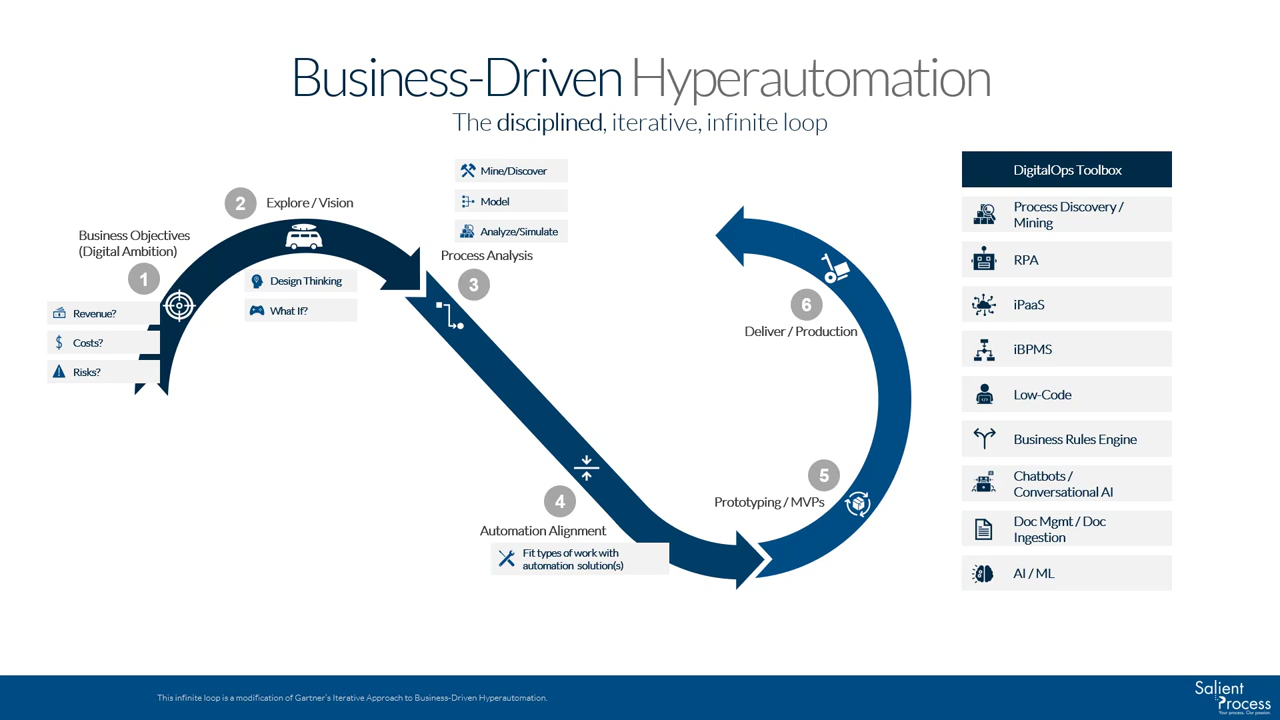 Business-Driven Hyperautomation
The disciplined, iterative, infinite loop
1
Business Objectives
(Digital Ambition)
Revenue?
Costs?
Risks?
2
Explore / Vision
Design Thinking
What If?
Mine/Discover
Model
Analyze/Simulate
Process Analysis
3
4
Automation Alignment
Fit types of work with
automation solution(s)
5
Prototyping / MVPs
6
Deliver / Production
DigitalOps Toolbox
Process Discovery /
Mining
RPA
iPaaS
iBPMS
Low-Code
Business Rules Engine
Chatbots /
Conversational AI
Doc Mgmt / Doc
Ingestion
AI / ML
This infinite loop is a modification of Gartner's Iterative Approach to Business-Driven Hyperautomation.
Salient
Process
Your process. Our passion.